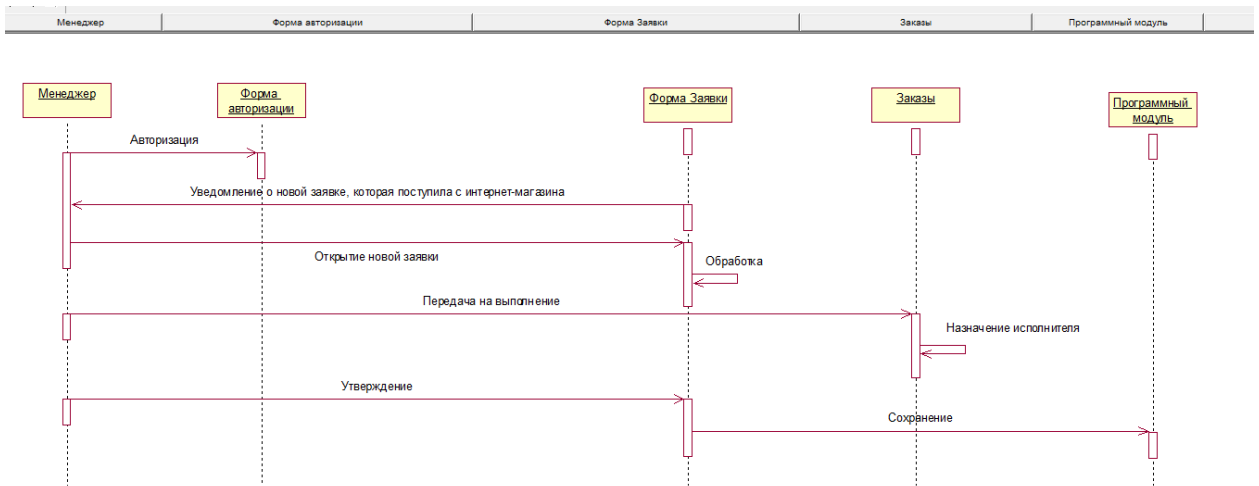 Менеджер
Форма авторизации
Форма Заявки
Заказы
Программный модуль
Менеджер
Форма
авторизации
Форма Заявки
Заказы
Программный
модуль
Авторизация
Уведомление о новой заявке, которая поступила с интернет-магазина
Открытие новой заявки
Обработка
Передача на выполнение
Назначение исполнителя
Утверждение
Сохранение